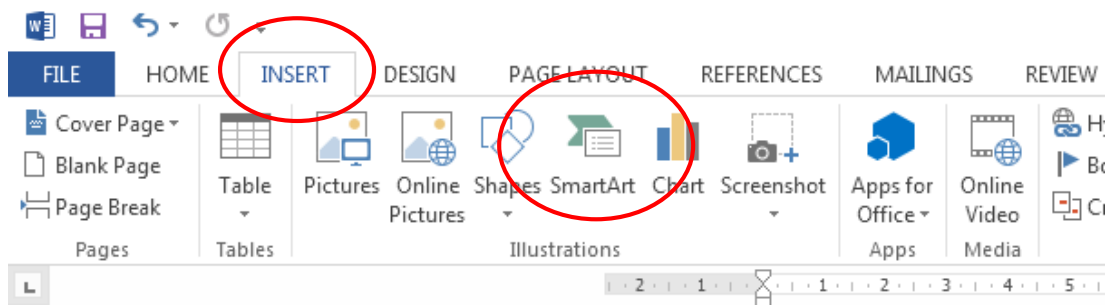 FILE HOME INSERT DESIGN PAGE LAYOUT REFERENCES MAILINGS REVIEW
Cover Page
Blank Page
Page Break
Pages
Table
Tables
Pictures
Online
Pictures
Shapes
SmartArt
Chart
Screenshot
Illustrations
Apps for
Office
Apps
Online
Video
Media
L
2 1 1 2 3 4 5